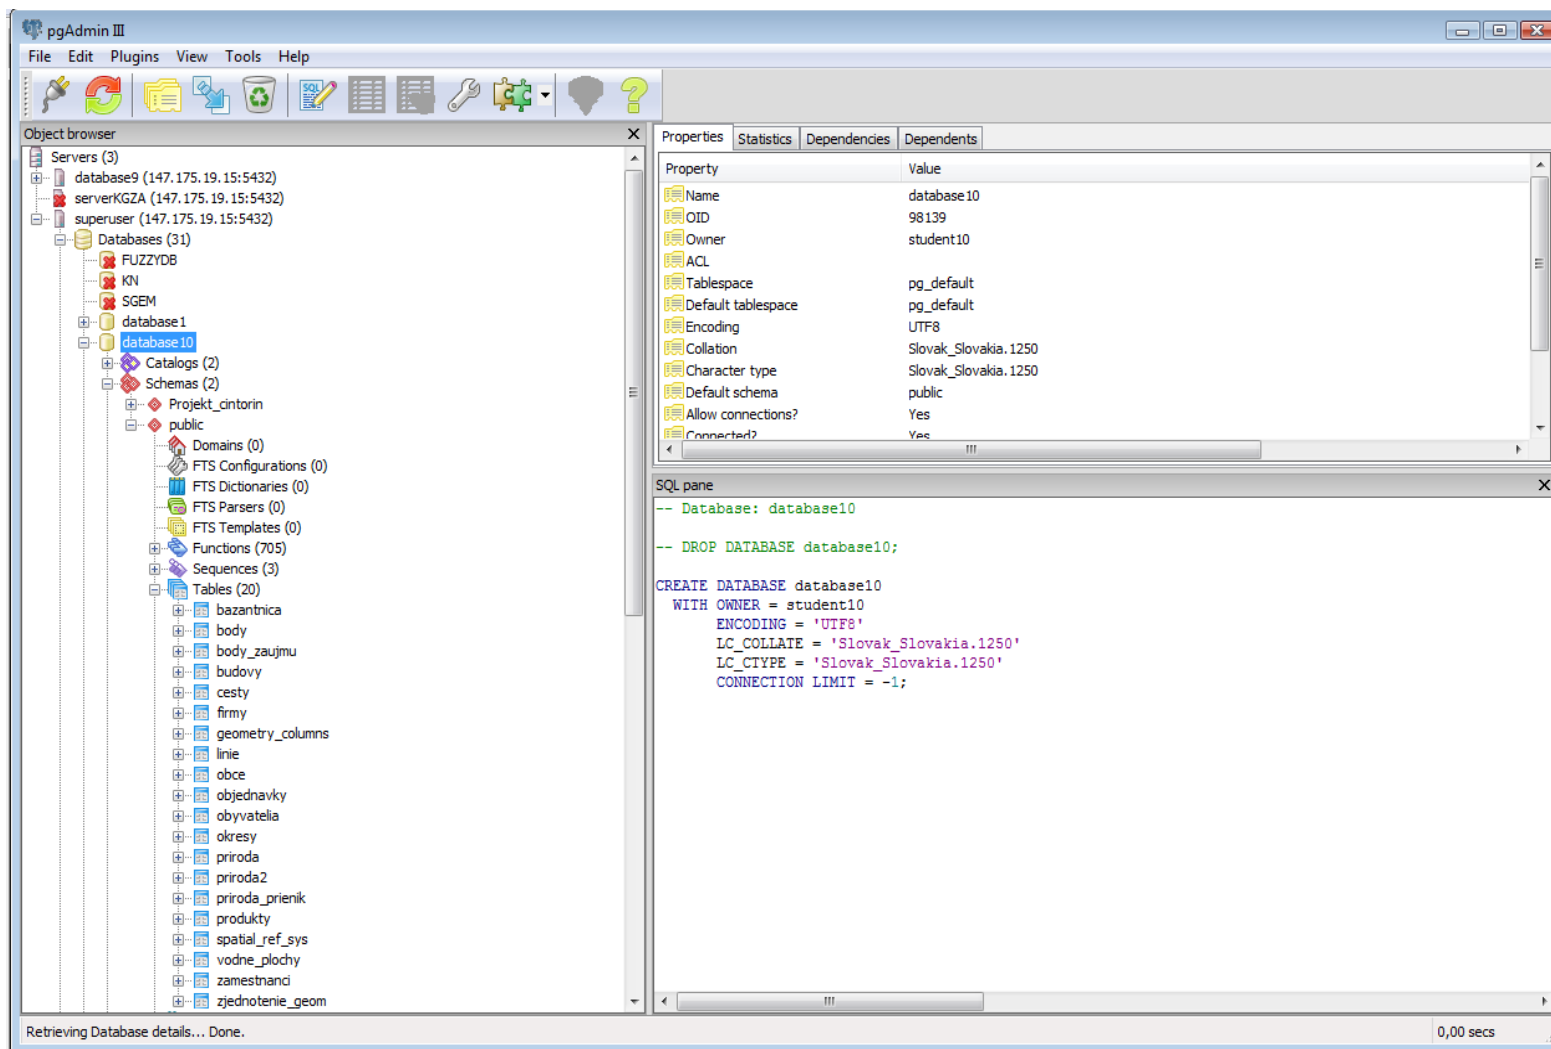 pgAdmin III
File Edit Plugins View Tools Help
SQL
Object browser
Servers (3)
database9 (147.175.19.15:5432)
serverKGZA (147.175.19.15:5432)
superuser (147.175.19.15:5432)
Databases (31)
FUZZYDB
KN
SGEM
database1
database10
Catalogs (2)
Schemas (2)
Projekt_cintorin
public
Domains (0)
FTS Configurations (0)
FTS Dictionaries (0)
FTS Parsers (0)
FTS Templates (0)
Functions (705)
Sequences (3)
Tables (20)
bazantnica
body
body_zaujmu
budovy
cesty
firmy
geometry_columns
linie
obce
objednavky
obyvatelia
okresy
priroda
priroda2
priroda_prienik
produkty
spatial_ref_sys
vodne_plochy
zamestnanci
zjednotenie_geom
Properties Statistics Dependencies Dependents
Property Value
Name database10
OID 98139
Owner student10
ACL
Tablespace pg_default
Default tablespace pg_default
Encoding UTF8
Collation Slovak_Slovakia.1250
Character type Slovak_Slovakia.1250
Default schema public
Allow connections? Yes
Connected? Yes
SQL pane
-- Database: database10
-- DROP DATABASE database10;
CREATE DATABASE database10
WITH OWNER = student10
ENCODING = 'UTF8'
LC_COLLATE = 'Slovak_Slovakia.1250'
LC_CTYPE = 'Slovak_Slovakia.1250'
CONNECTION LIMIT = -1;
Retrieving Database details... Done.
0,00 secs